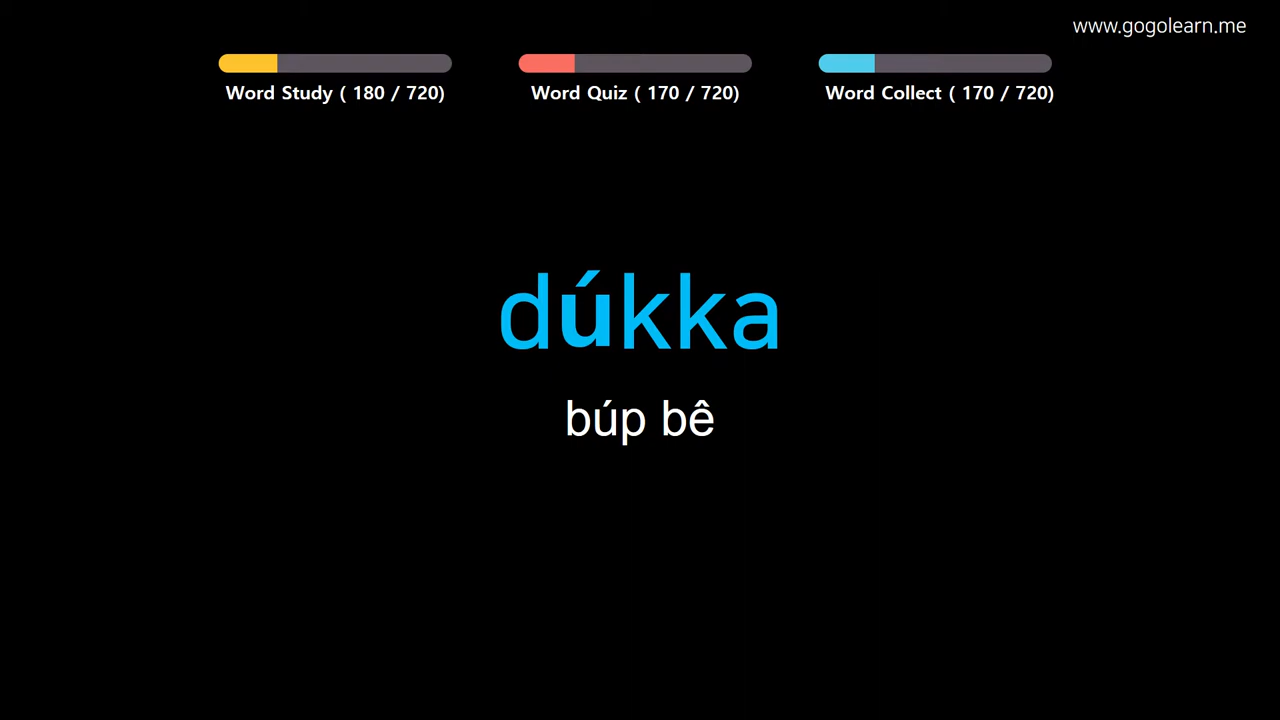 www.gogolearn.me
Word Study ( 180 / 720)
Word Quiz ( 170 / 720)
Word Collect ( 170 / 720)
dúkka
búp bê